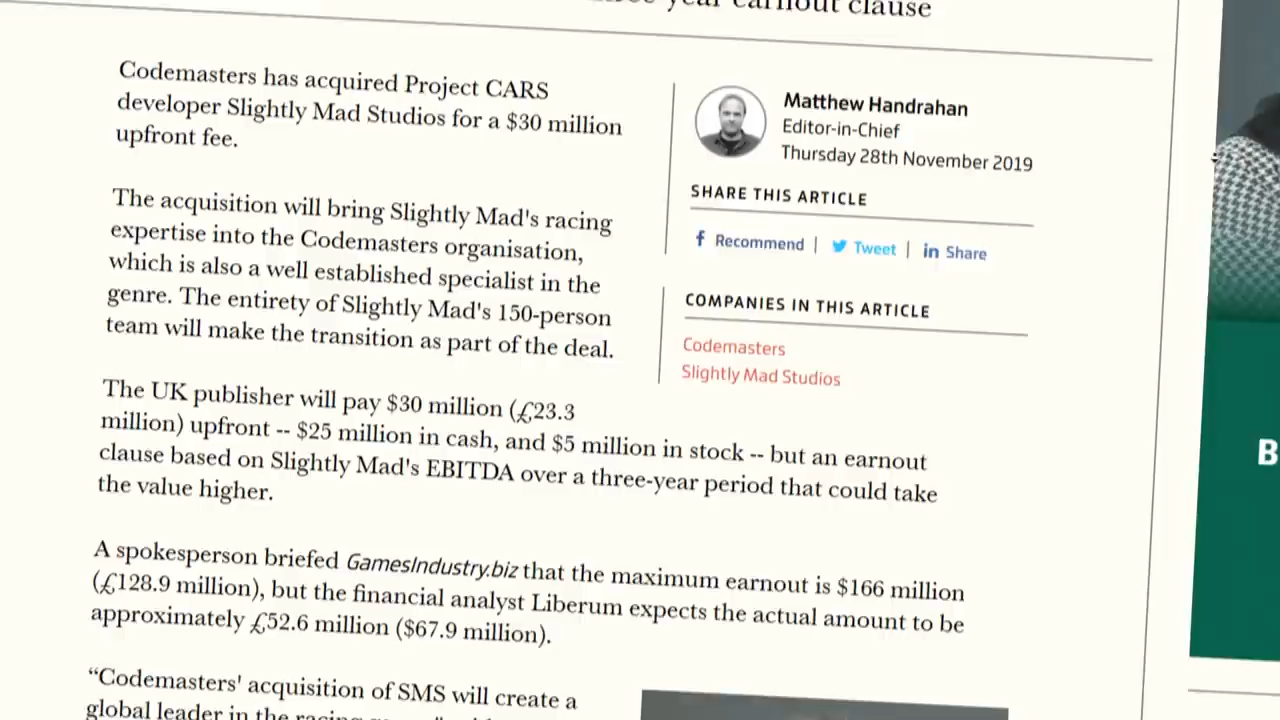 earnout clause
Codemasters has acquired Project CARS
developer Slightly Mad Studios for a $30 million
upfront fee.
The acquisition will bring Slightly Mad's racing
expertise into the Codemasters organisation,
which is also a well established specialist in the
genre. The entirety of Slightly Mad's 150-person
team will make the transition as part of the deal.
The UK publisher will pay $30 million (£23.3
million) upfront -- $25 million in cash, and $5 million in stock -- but an earnout
clause based on Slightly Mad's EBITDA over a three-year period that could take
the value higher.
A spokesperson briefed GamesIndustry.biz that the maximum earnout is $166 million
(£128.9 million), but the financial analyst Liberum expects the actual amount to be
approximately £52.6 million ($67.9 million).
“Codemasters' acquisition of SMS will create a
global leader in the racing
Matthew Handrahan
Editor-in-Chief
Thursday 28th November 2019
SHARE THIS ARTICLE
Recommend | Tweet | in Share
COMPANIES IN THIS ARTICLE
Codemasters
Slightly Mad Studios
B